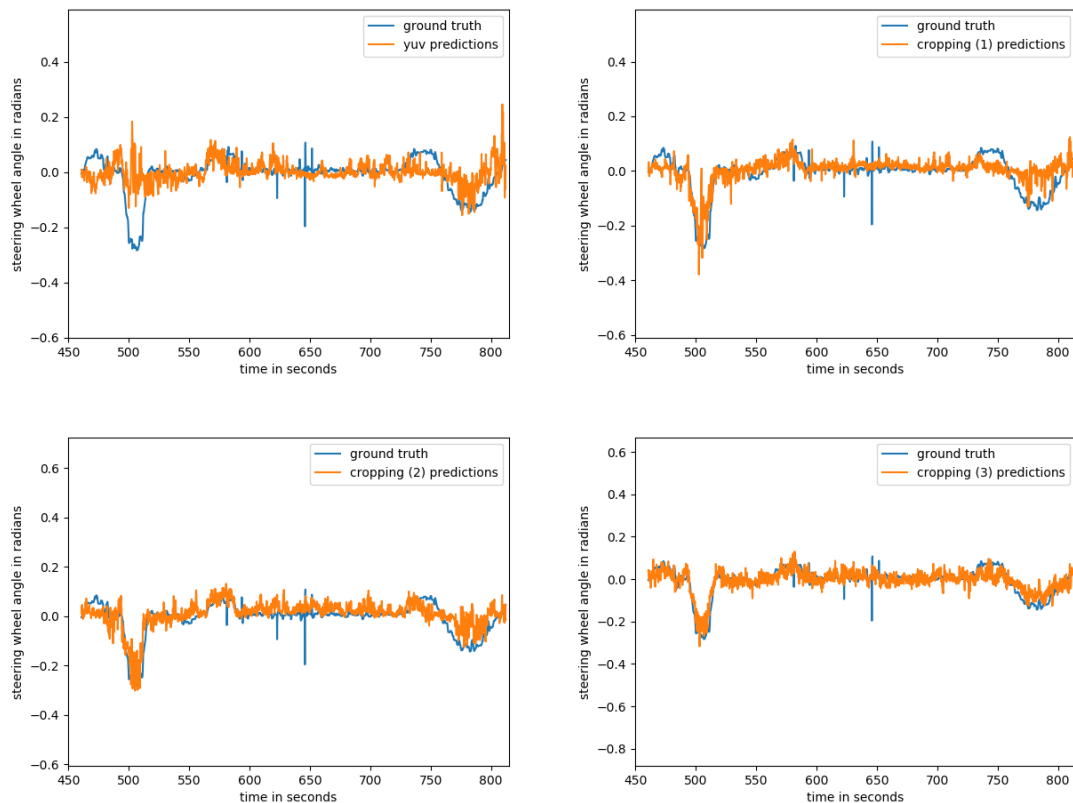 ground truth
yuv predictions
steering wheel angle in radians
0.4
0.2
0.0
−0.2
−0.4
−0.6
450 500 550 600 650 700 750 800
time in seconds
ground truth
cropping (1) predictions
steering wheel angle in radians
0.4
0.2
0.0
−0.2
−0.4
−0.6
450 500 550 600 650 700 750 800
time in seconds
ground truth
cropping (2) predictions
steering wheel angle in radians
0.6
0.4
0.2
0.0
−0.2
−0.4
−0.6
450 500 550 600 650 700 750 800
time in seconds
ground truth
cropping (3) predictions
steering wheel angle in radians
0.6
0.4
0.2
0.0
−0.2
−0.4
−0.6
−0.8
450 500 550 600 650 700 750 800
time in seconds